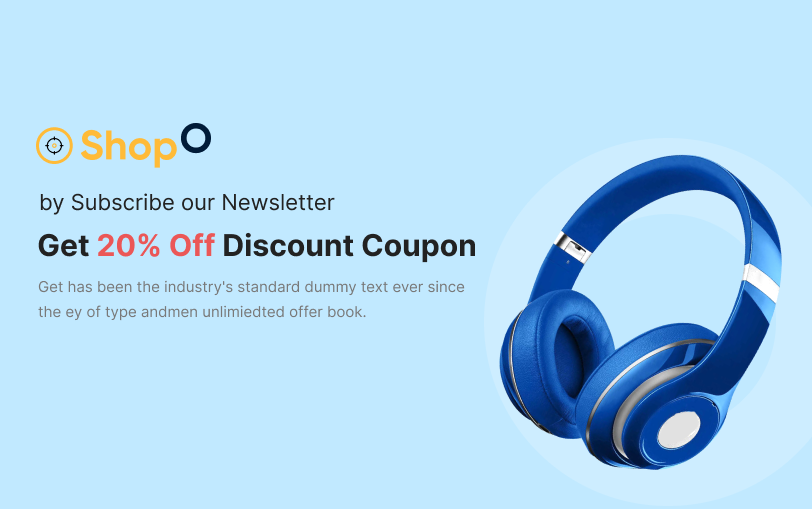 ShopO
by Subscribe our Newsletter
Get 20% Off Discount Coupon
Get has been the industry's standard dummy text ever since
the ey of type andmen unlimiedted offer book.